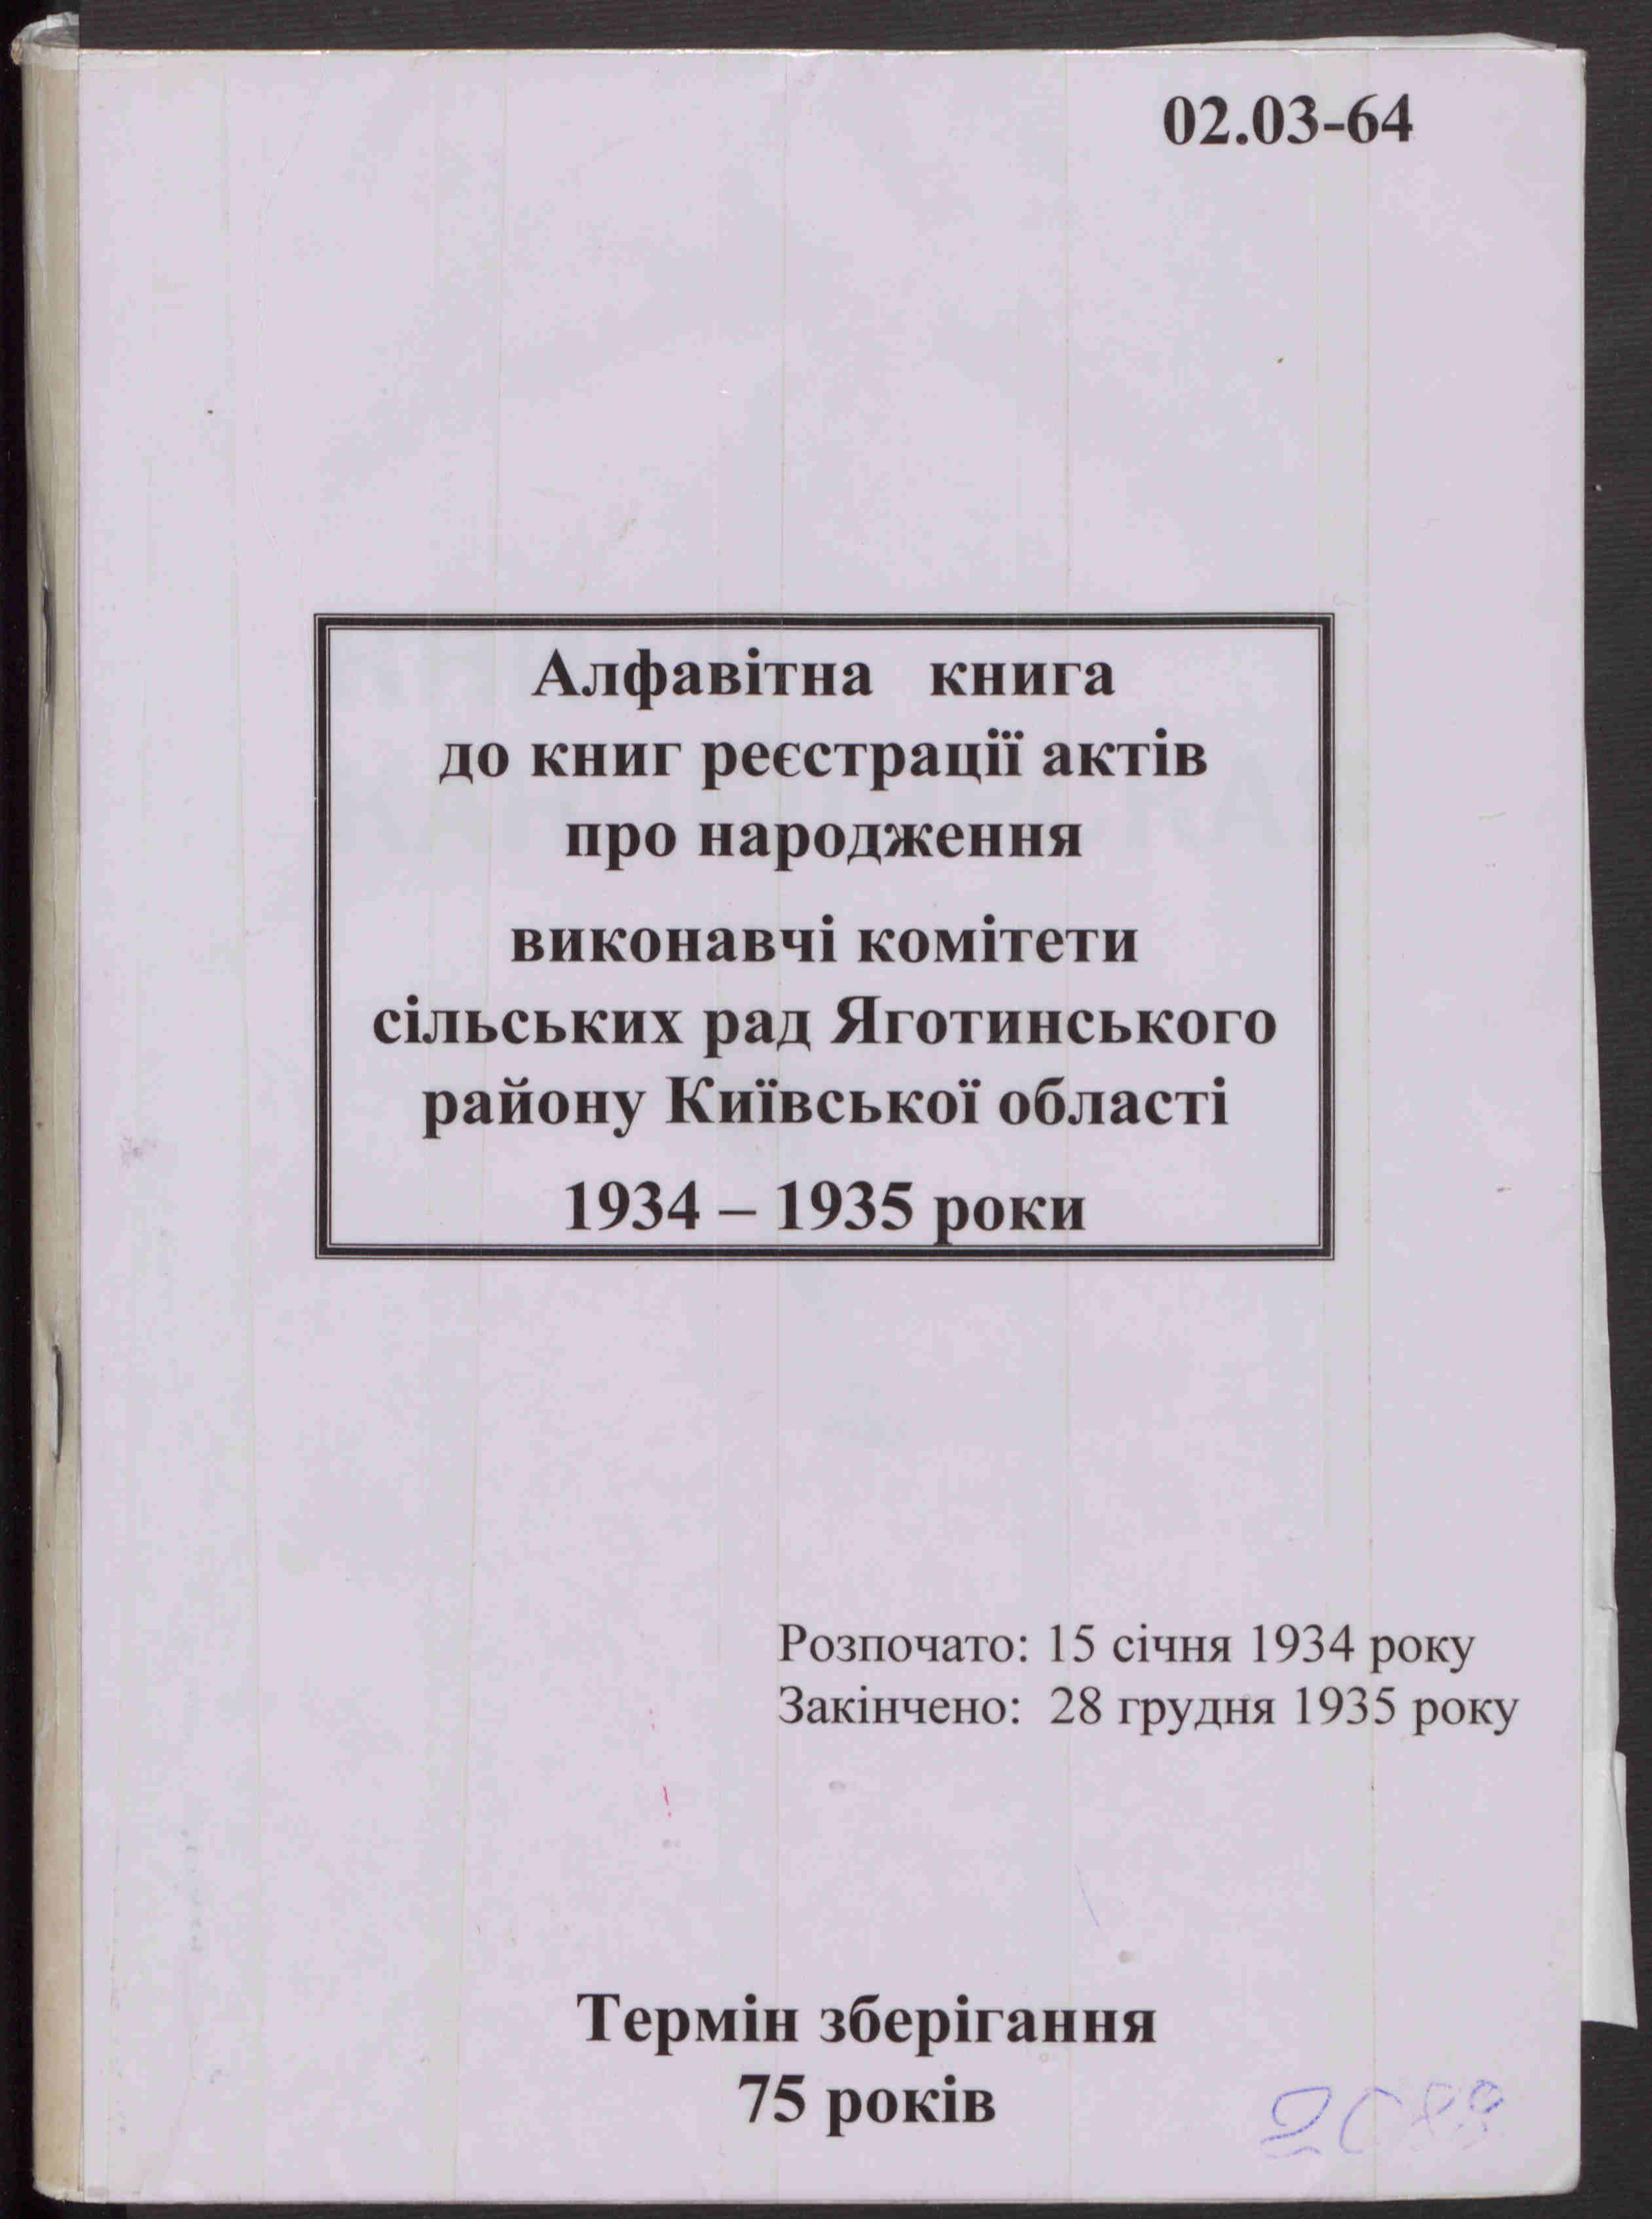 02.03-64
Алфавітна книга
до книг реєстрації актів
про народження
виконавчі комітети
сільських рад Яготинського
району Київської області
1934 – 1935 роки
Розпочато: 15 січня 1934 року
Закінчено: 28 грудня 1935 року
Термін зберігання
75 років